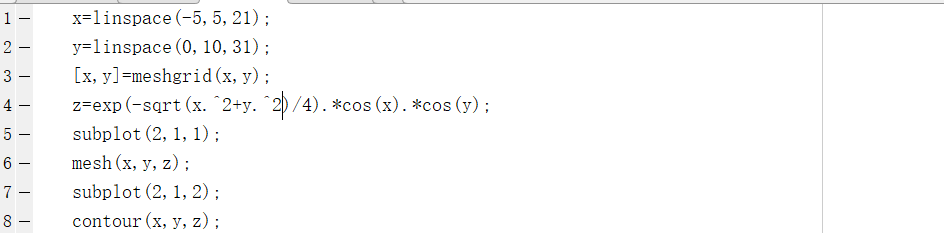 1 — x=linspace(-5,5,21);
2 — y=linspace(0,10,31);
3 — [x,y]=meshgrid(x,y);
4 — z=exp(-sqrt(x.^2+y.^2)/4).*cos(x).*cos(y);
5 — subplot(2,1,1);
6 — mesh(x,y,z);
7 — subplot(2,1,2);
8 — contour(x,y,z);